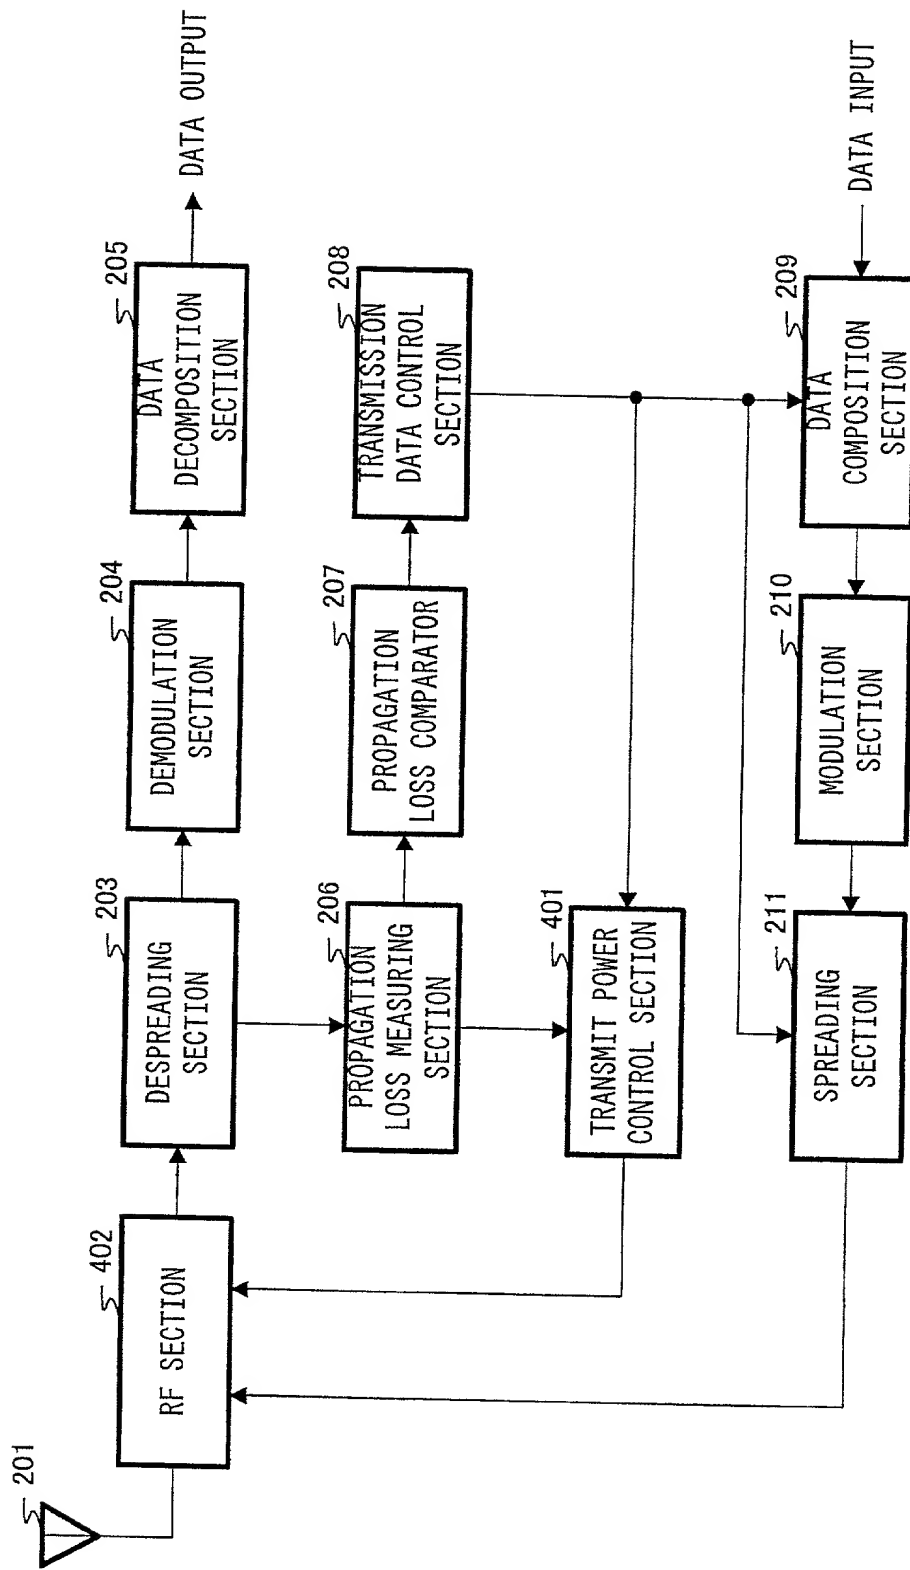 201
402
RF SECTION
203
DESPREADING
SECTION
204
DEMODULATION
SECTION
205
DATA
DECOMPOSITION
SECTION
DATA OUTPUT
206
PROPAGATION
LOSS MEASURING
SECTION
207
PROPAGATION
LOSS COMPARATOR
208
TRANSMISSION
DATA CONTROL
SECTION
401
TRANSMIT POWER
CONTROL SECTION
211
SPREADING
SECTION
210
MODULATION
SECTION
209
DATA
COMPOSITION
SECTION
DATA INPUT